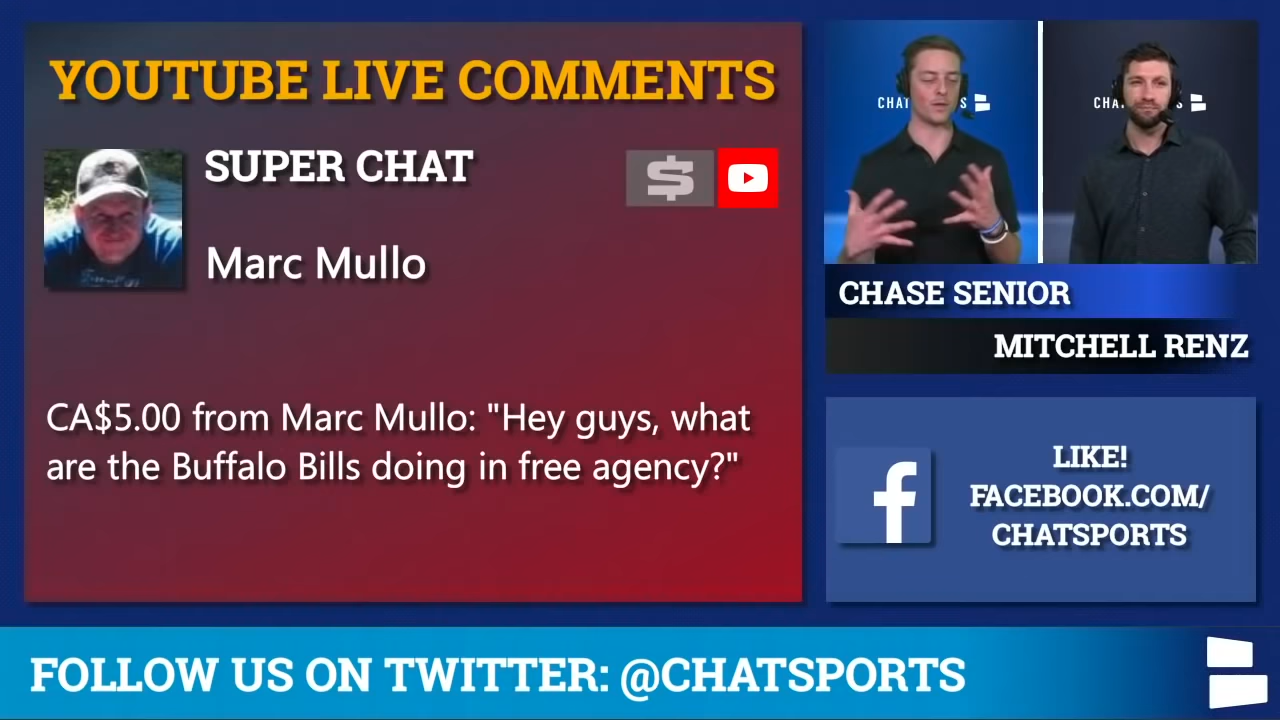 YOUTUBE LIVE COMMENTS
SUPER CHAT
Marc Mullo
CA$5.00 from Marc Mullo: "Hey guys, what
are the Buffalo Bills doing in free agency?"
CHASE SENIOR
MITCHELL RENZ
LIKE!
FACEBOOK.COM/
CHATSPORTS
FOLLOW US ON TWITTER: @CHATSPORTS